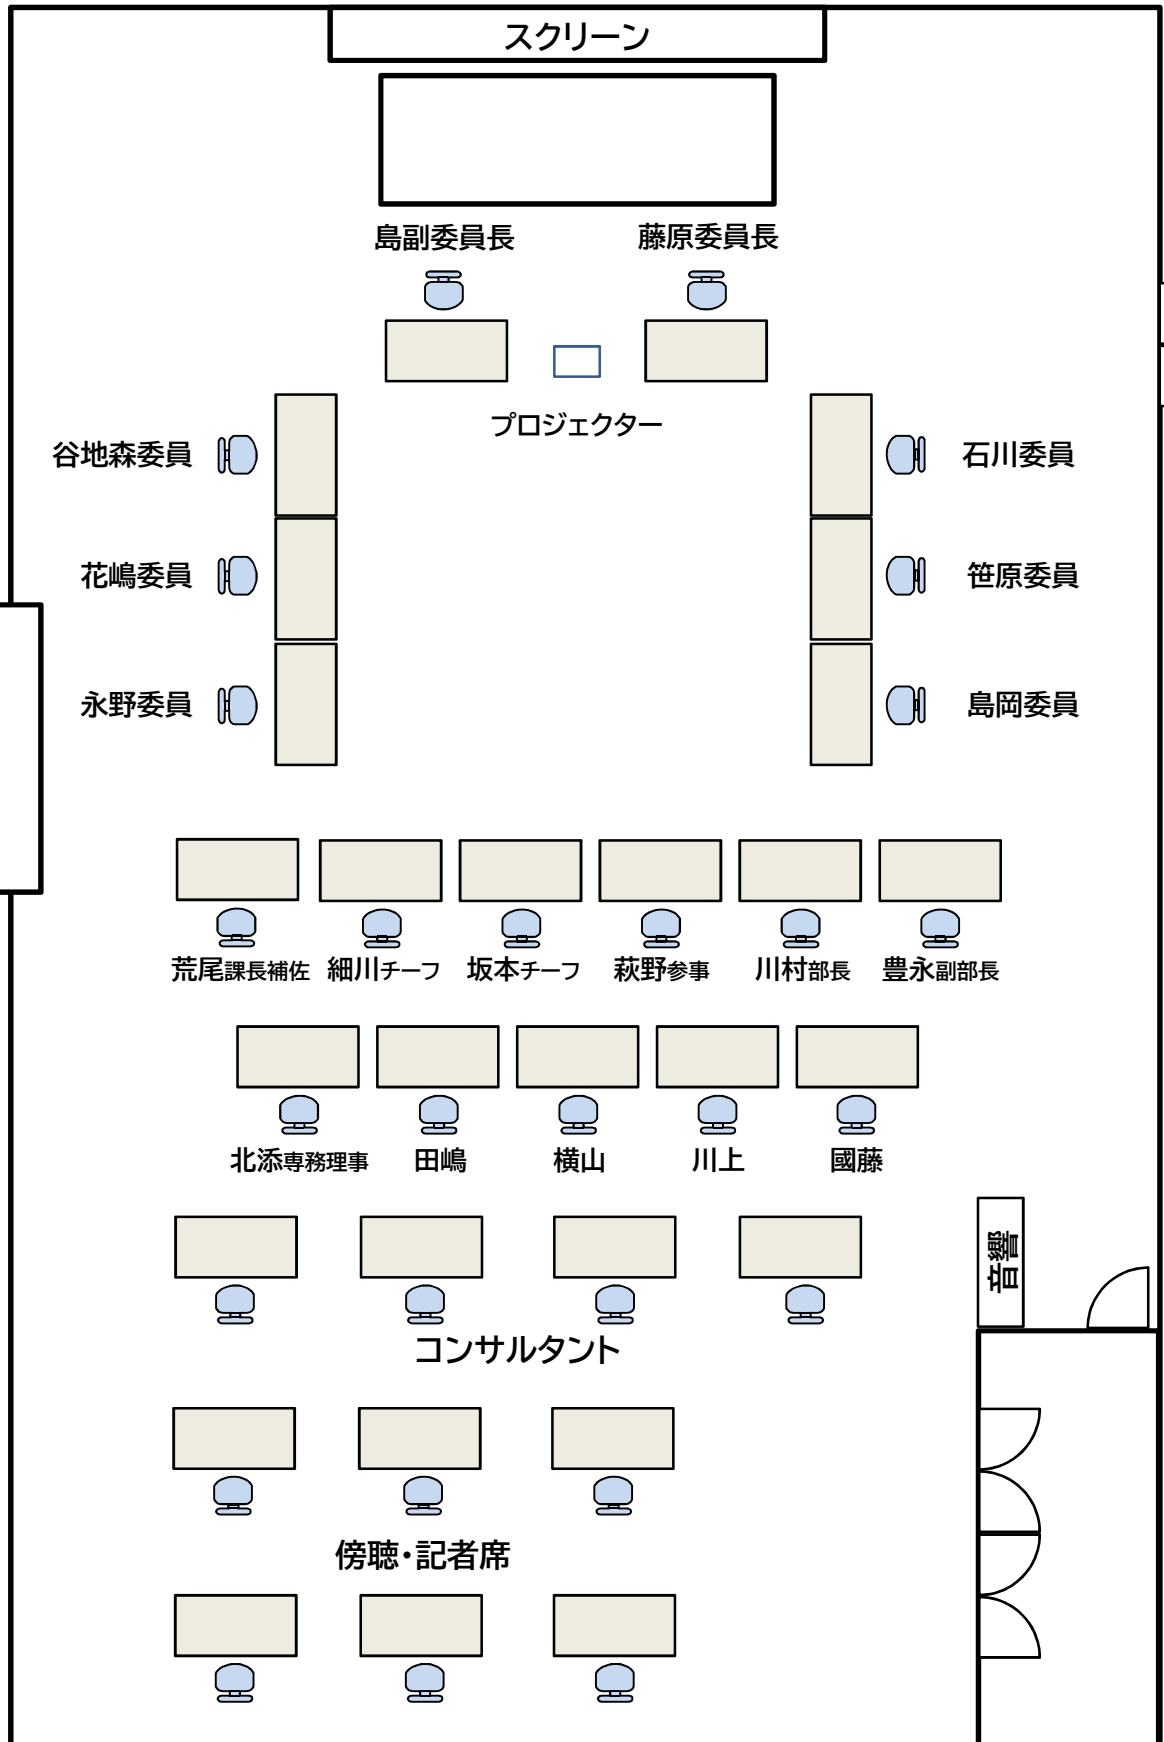 スクリーン
島副委員長
藤原委員長
プロジェクター
谷地森委員
石川委員
花嶋委員
笹原委員
永野委員
島岡委員
荒尾課長補佐
細川チーフ
坂本チーフ
萩野参事
川村部長
豊永副部長
北添専務理事
田嶋
横山
川上
國藤
音響
コンサルタント
傍聴・記者席